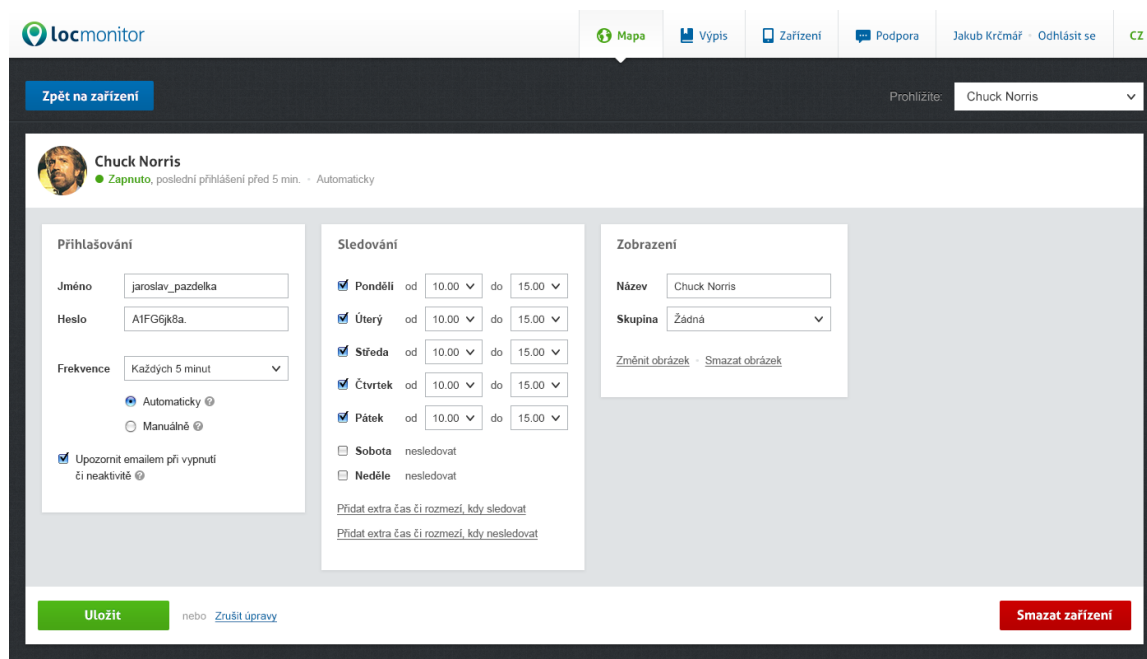 locmonitor
Mapa Výpis Zařízení Podpora Jakub Krčmář · Odhlásit se CZ
Zpět na zařízení Prohlížíte: Chuck Norris
Chuck Norris
Zapnuto, poslední přihlášení před 5 min. · Automaticky
Přihlašování
Jméno jaroslav_pazdelka
Heslo A1FG6jk8a.
Frekvence Každých 5 minut
Automaticky ?
Manuálně ?
Upozornit emailem při vypnutí
či neaktivitě ?
Sledování
Pondělí od 10.00 do 15.00
Úterý od 10.00 do 15.00
Středa od 10.00 do 15.00
Čtvrtek od 10.00 do 15.00
Pátek od 10.00 do 15.00
Sobota nesledovat
Neděle nesledovat
Přidat extra čas či rozmezí, kdy sledovat
Přidat extra čas či rozmezí, kdy nesledovat
Zobrazení
Název Chuck Norris
Skupina Žádná
Změnit obrázek · Smazat obrázek
Uložit nebo Zrušit úpravy Smazat zařízení